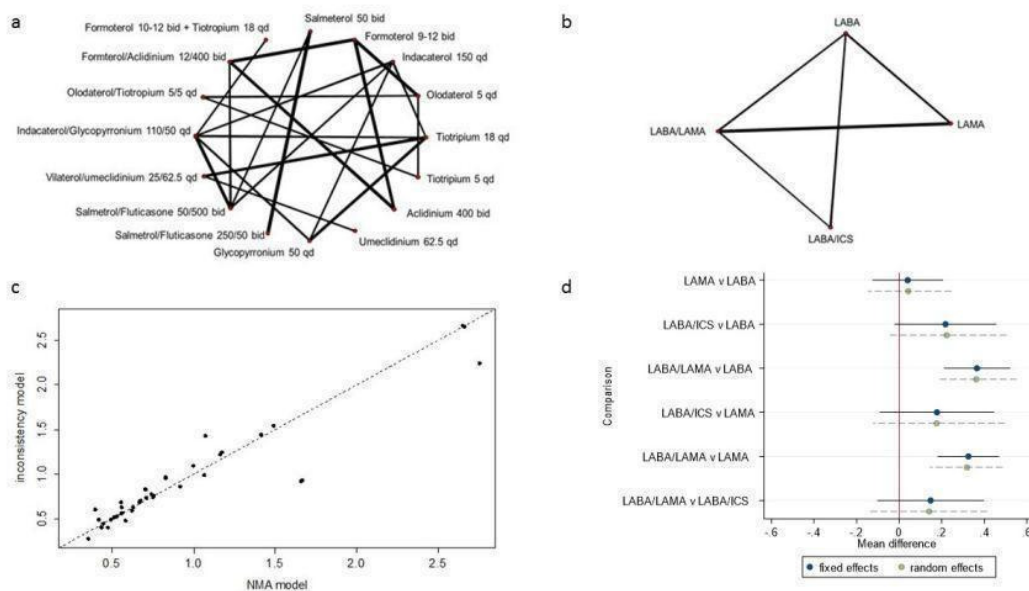 a
Formoterol 10-12 bid + Tiotropium 18 qd
Salmeterol 50 bid
Formoterol 9-12 bid
Formterol/Aclidinium 12/400 bid
Indacaterol 150 qd
Olodaterol/Tiotropium 5/5 qd
Olodaterol 5 qd
Indacaterol/Glycopyrronium 110/50 qd
Tiotripium 18 qd
Vilaterol/umeclidinium 25/62.5 qd
Tiotripium 5 qd
Salmetrol/Fluticasone 50/500 bid
Aclidinium 400 bid
Salmetrol/Fluticasone 250/50 bid
Umeclidinium 62.5 qd
Glycopyrronium 50 qd
b
LABA
LABA/LAMA
LAMA
LABA/ICS
c
inconsistency model
2.5
2.0
1.5
1.0
0.5
0.5
1.0
1.5
2.0
2.5
NMA model
d
Comparison
LAMA v LABA
LABA/ICS v LABA
LABA/LAMA v LABA
LABA/ICS v LAMA
LABA/LAMA v LAMA
LABA/LAMA v LABA/ICS
.6
.4
.2
0
.2
.4
.6
Mean difference
fixed effects
random effects